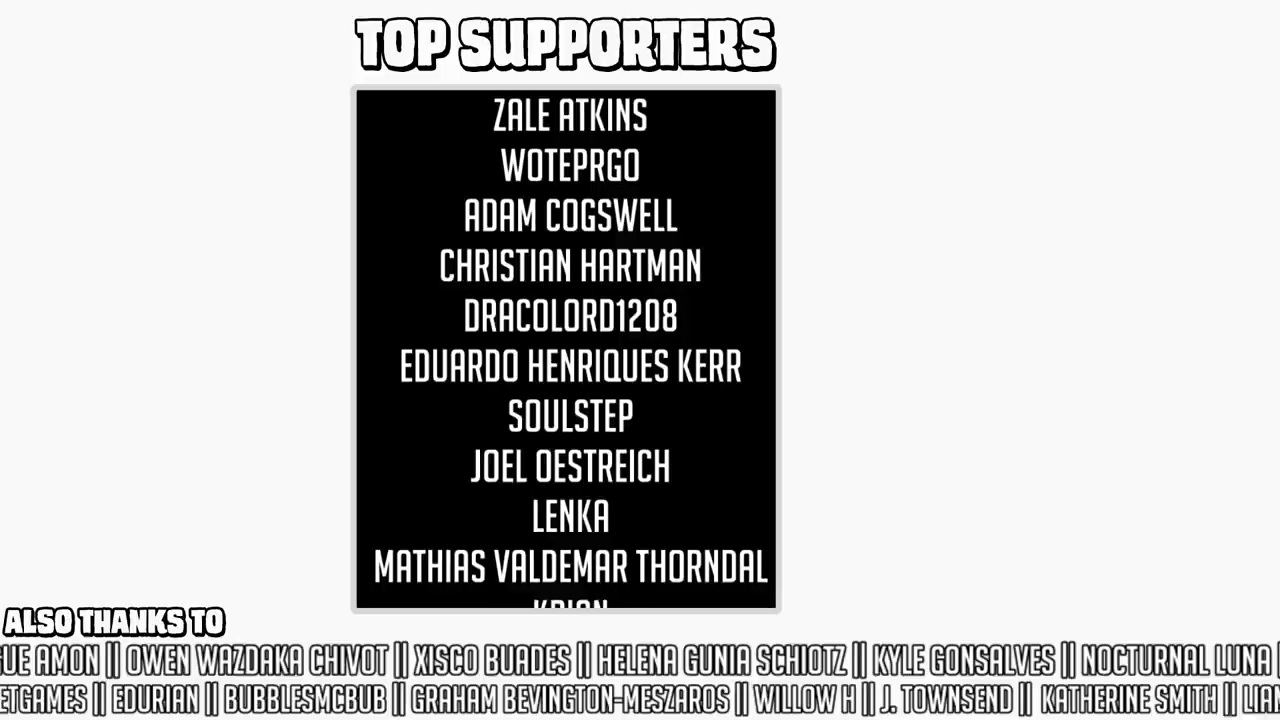 TOP SUPPORTERS
ZALE ATKINS
WOTEPRGO
ADAM COGSWELL
CHRISTIAN HARTMAN
DRACOLORD1208
EDUARDO HENRIQUES KERR
SOULSTEP
JOEL OESTREICH
LENKA
MATHIAS VALDEMAR THORNDAL
ALSO THANKS TO
AMON || OWEN WAZDAKA CHIVOT || XISCO BUADES || HELENA GUNIA SCHIOTZ || KYLE GONSALVES || NOCTURNAL LUNA
|| EDURIAN || BUBBLESMCBUB || GRAHAM BEVINGTON-MESZAROS || WILLOW H || J. TOWNSEND || KATHERINE SMITH ||